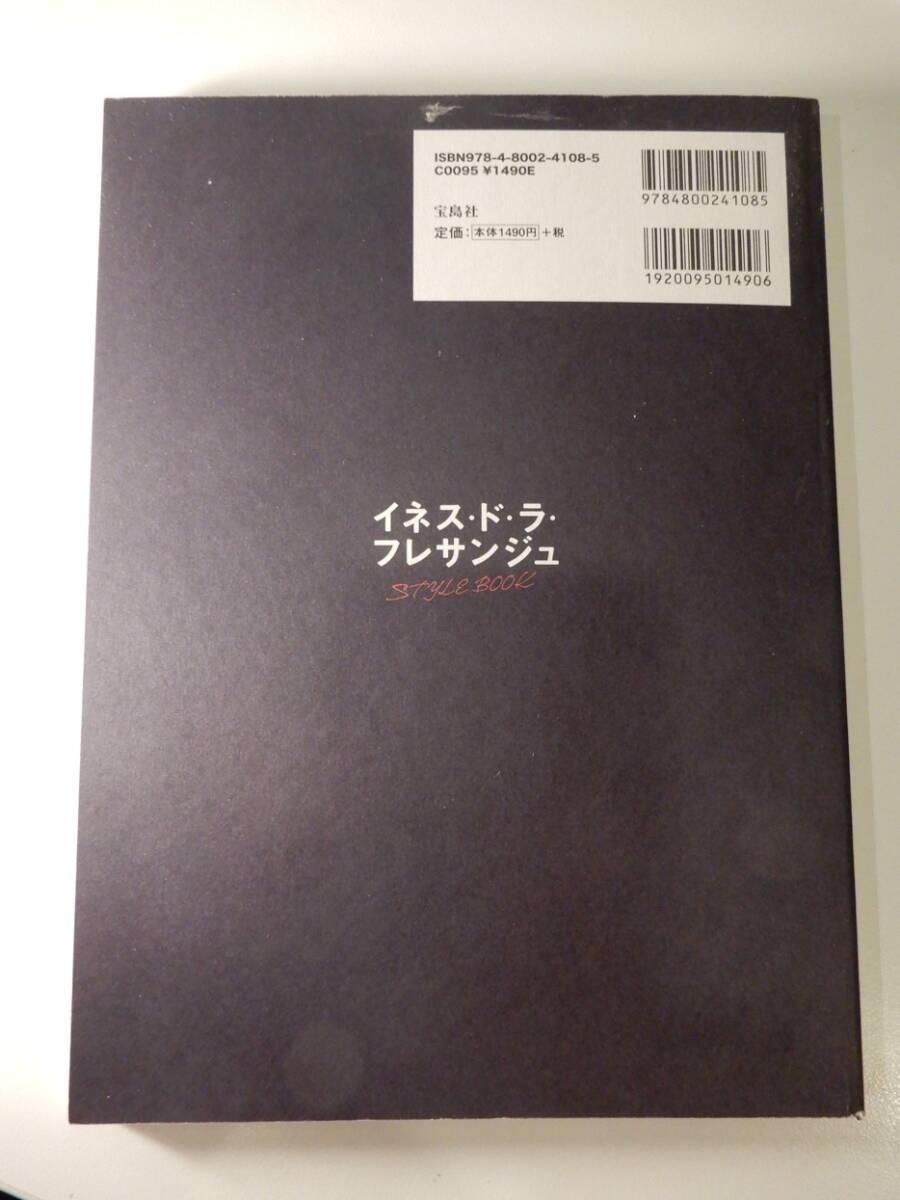 ISBN978-4-8002-4108-5
C0095 ¥1490E
宝島社
定価: 本体1490円 +税
9784800241085
1920095014906
イネス・ド・ラ・
フレサンジュ
STYLE BOOK